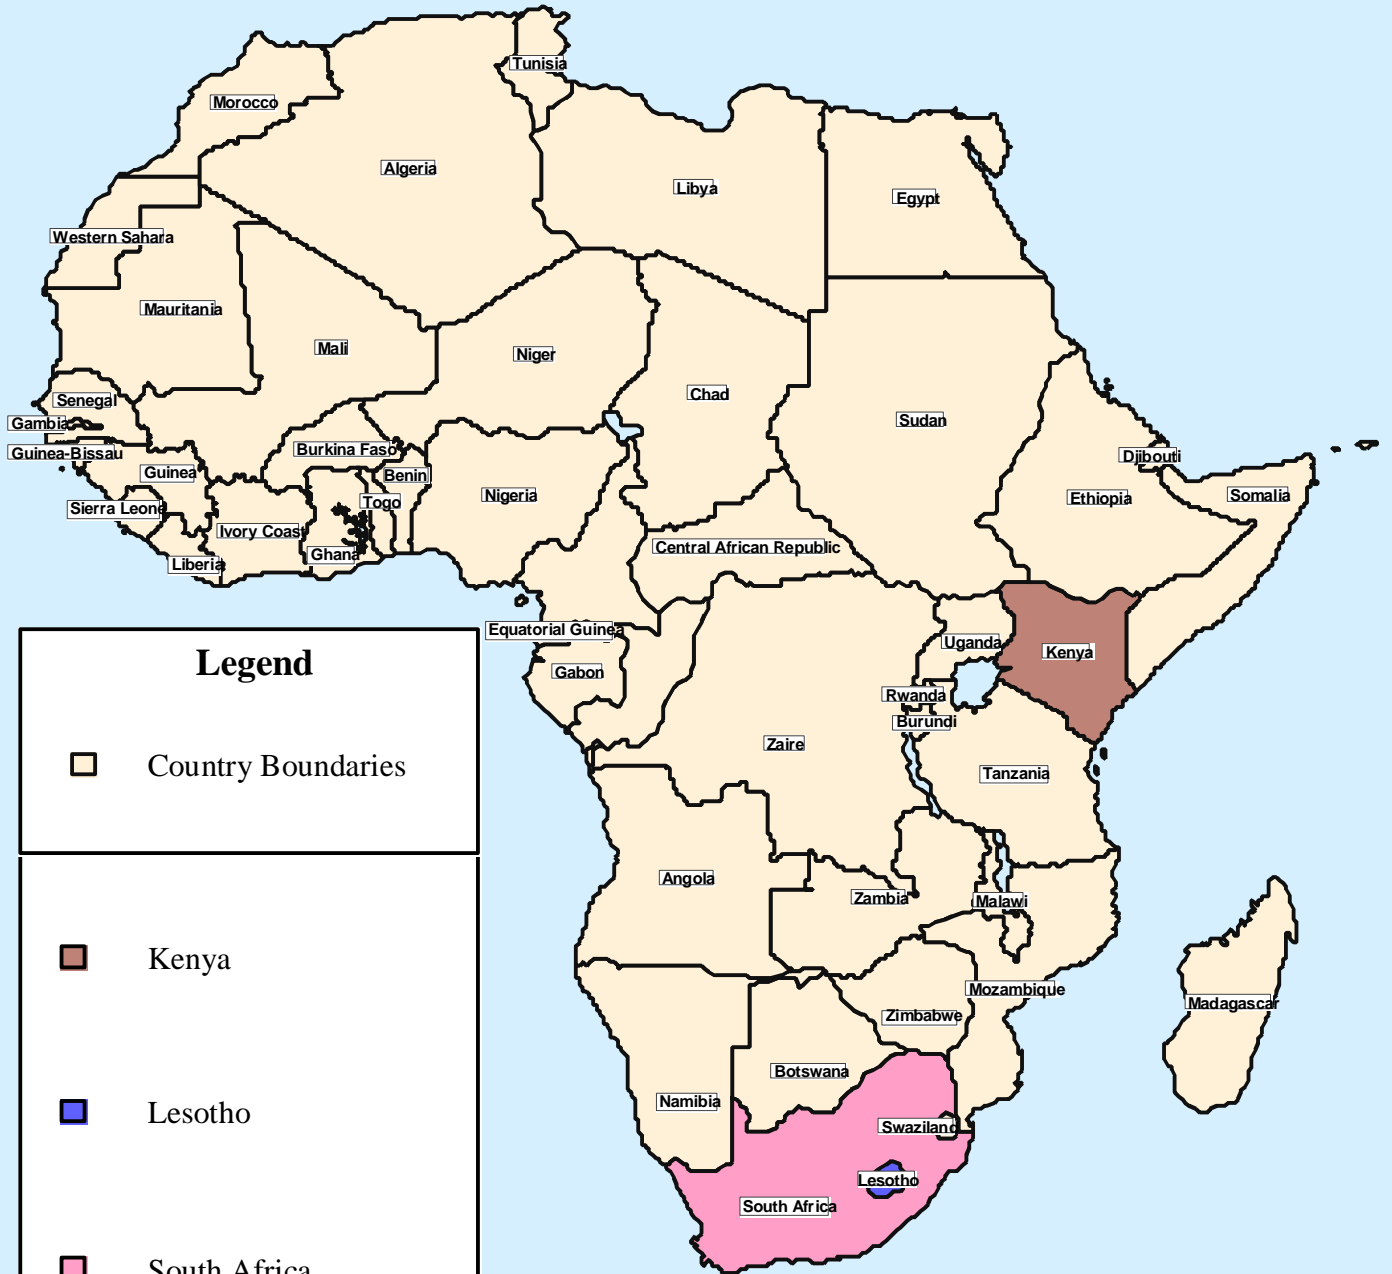 Tunisia
Morocco
Algeria
Libya
Egypt
Western Sahara
Mauritania
Mali
Niger
Chad
Sudan
Senegal
Gambia
Guinea-Bissau
Guinea
Sierra Leone
Liberia
Ivory Coast
Burkina Faso
Ghana
Togo
Benin
Nigeria
Central African Republic
Djibouti
Ethiopia
Somalia
Equatorial Guinea
Gabon
Uganda
Kenya
Rwanda
Burundi
Zaire
Tanzania
Angola
Zambia
Malawi
Mozambique
Zimbabwe
Madagascar
Botswana
Namibia
Swaziland
Lesotho
South Africa
Legend
Country Boundaries
Kenya
Lesotho
South Africa